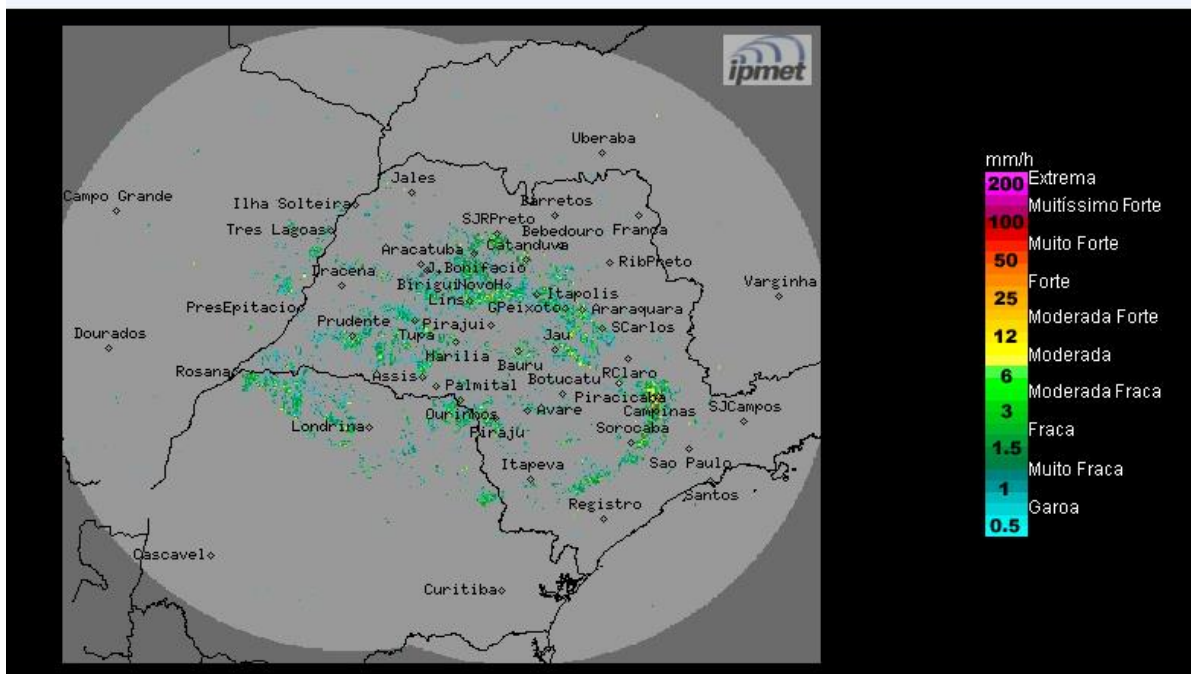 ipmet
Uberaba
Jales
Campo Grande
Ilha Solteira
Barretos
SJRPreto
Tres Lagoas
Bebedouro
Franca
Catanduva
Aracatuba
J.Bonifacio
RibPreto
Dracena
Birigui
NovoH
Varginha
Lins
Itapolis
PresEpitacio
GPeixoto
Araraquara
Prudente
Pirajui
SCarlos
Dourados
Tupa
Jau
Marilia
Bauru
Rosana
Assis
RClaro
Botucatu
Palmital
Piracicaba
Ourinhos
Avare
Campinas
SJCampos
Londrina
Piraju
Sorocaba
Itapeva
Sao Paulo
Santos
Registro
Cascavel
Curitiba
mm/h
200 Extrema
Muitíssimo Forte
100
Muito Forte
50
Forte
25
Moderada Forte
12
Moderada
6
Moderada Fraca
3
Fraca
1.5
Muito Fraca
1
Garoa
0.5